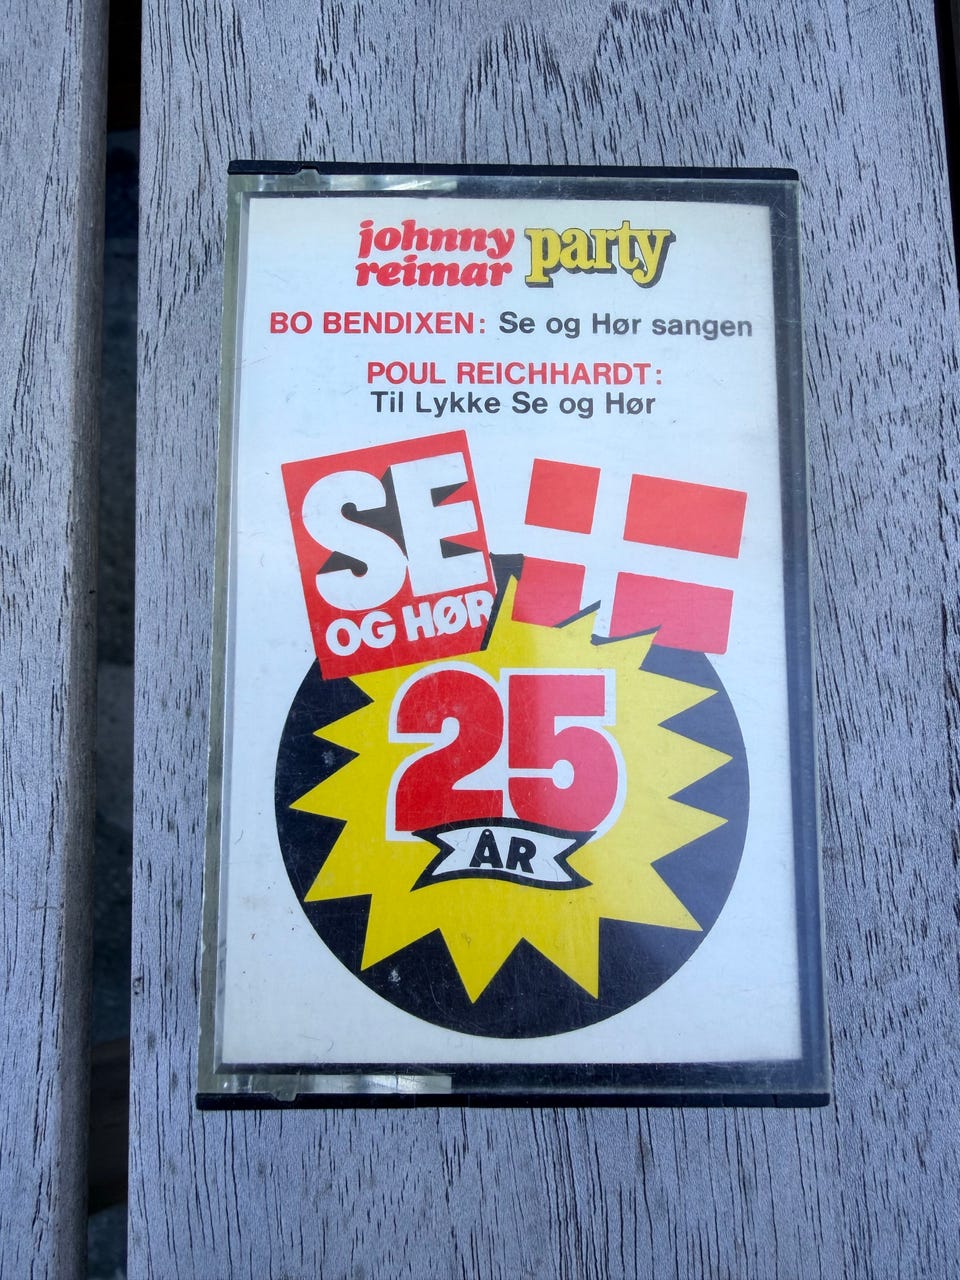 johnny
reimar party
BO BENDIXEN: Se og Hør sangen
POUL REICHHARDT:
Til Lykke Se og Hør
SE
OG HØR
25
ÅR